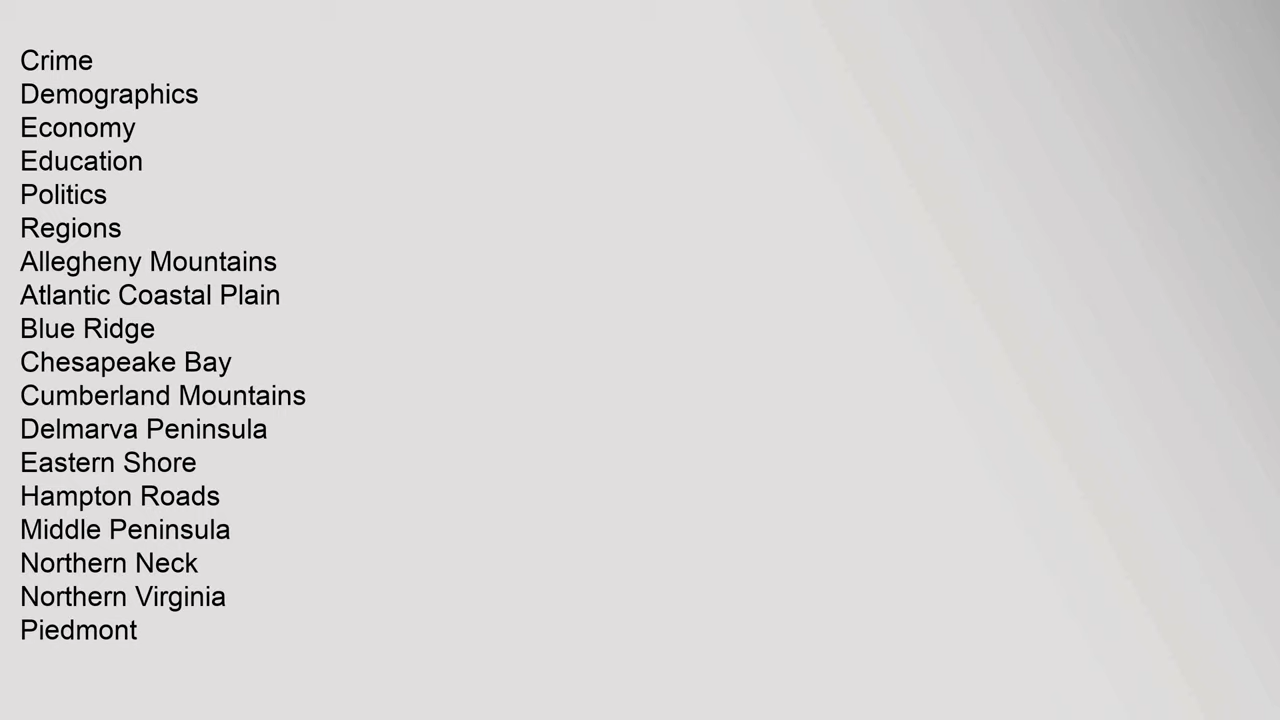 Crime
Demographics
Economy
Education
Politics
Regions
Allegheny Mountains
Atlantic Coastal Plain
Blue Ridge
Chesapeake Bay
Cumberland Mountains
Delmarva Peninsula
Eastern Shore
Hampton Roads
Middle Peninsula
Northern Neck
Northern Virginia
Piedmont